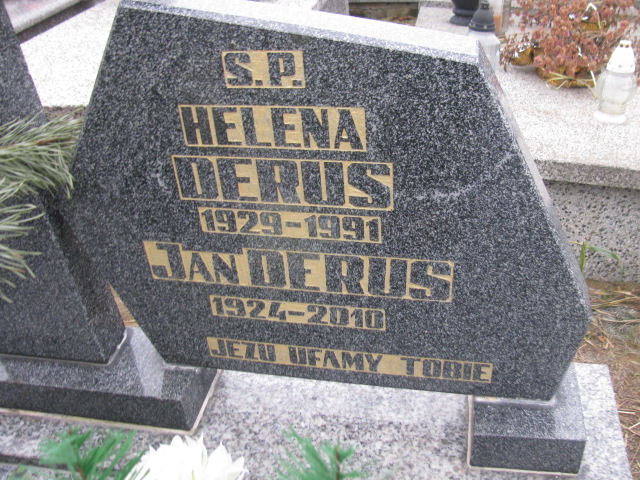 S.P.
HELENA
DERUS
1929-1991
JAN DERUS
1924-2010
JEZU UFAMY TOBIE